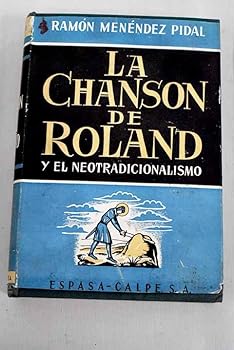 RAMÓN MENÉNDEZ PIDAL
LA
CHANSON
DE
ROLAND
Y EL NEOTRADICIONALISMO
ESPASA-CALPE S.A.